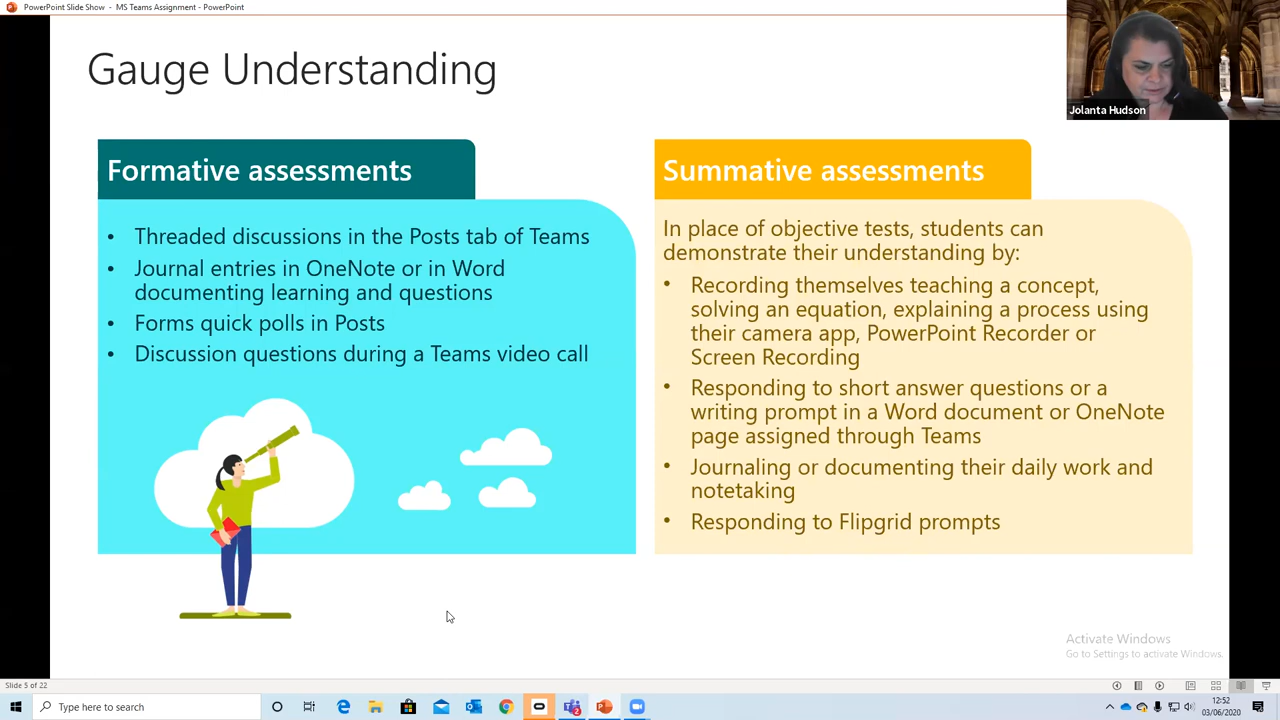 PowerPoint Slide Show - MS Teams Assignment - PowerPoint
Gauge Understanding
Jolanta Hudson
Formative assessments
• Threaded discussions in the Posts tab of Teams
• Journal entries in OneNote or in Word
documenting learning and questions
• Forms quick polls in Posts
• Discussion questions during a Teams video call
Summative assessments
In place of objective tests, students can
demonstrate their understanding by:
• Recording themselves teaching a concept,
solving an equation, explaining a process using
their camera app, PowerPoint Recorder or
Screen Recording
• Responding to short answer questions or a
writing prompt in a Word document or OneNote
page assigned through Teams
• Journaling or documenting their daily work and
notetaking
• Responding to Flipgrid prompts
Activate Windows
Go to Settings to activate Windows.
Slide 5 of 22
Type here to search
12:52
03/06/2020